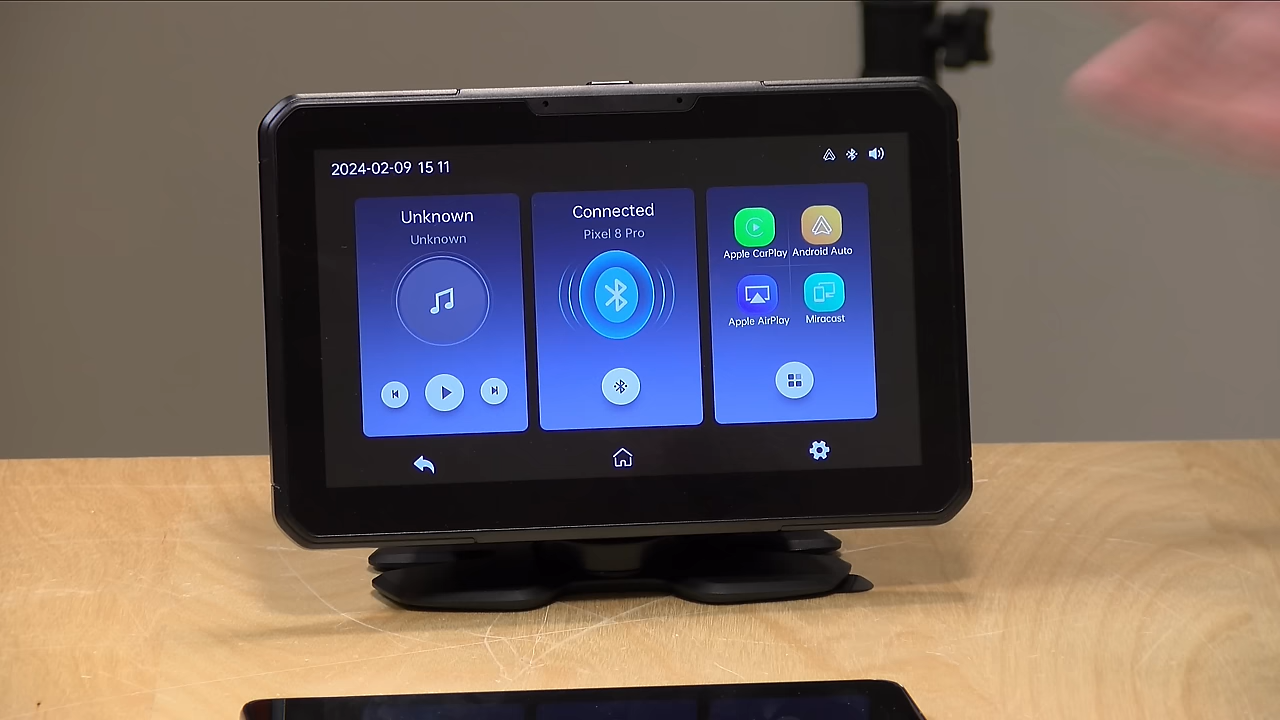 2024-02-09 15 11
Unknown
Unknown
Connected
Pixel 8 Pro
Apple CarPlay
Android Auto
Apple AirPlay
Miracast